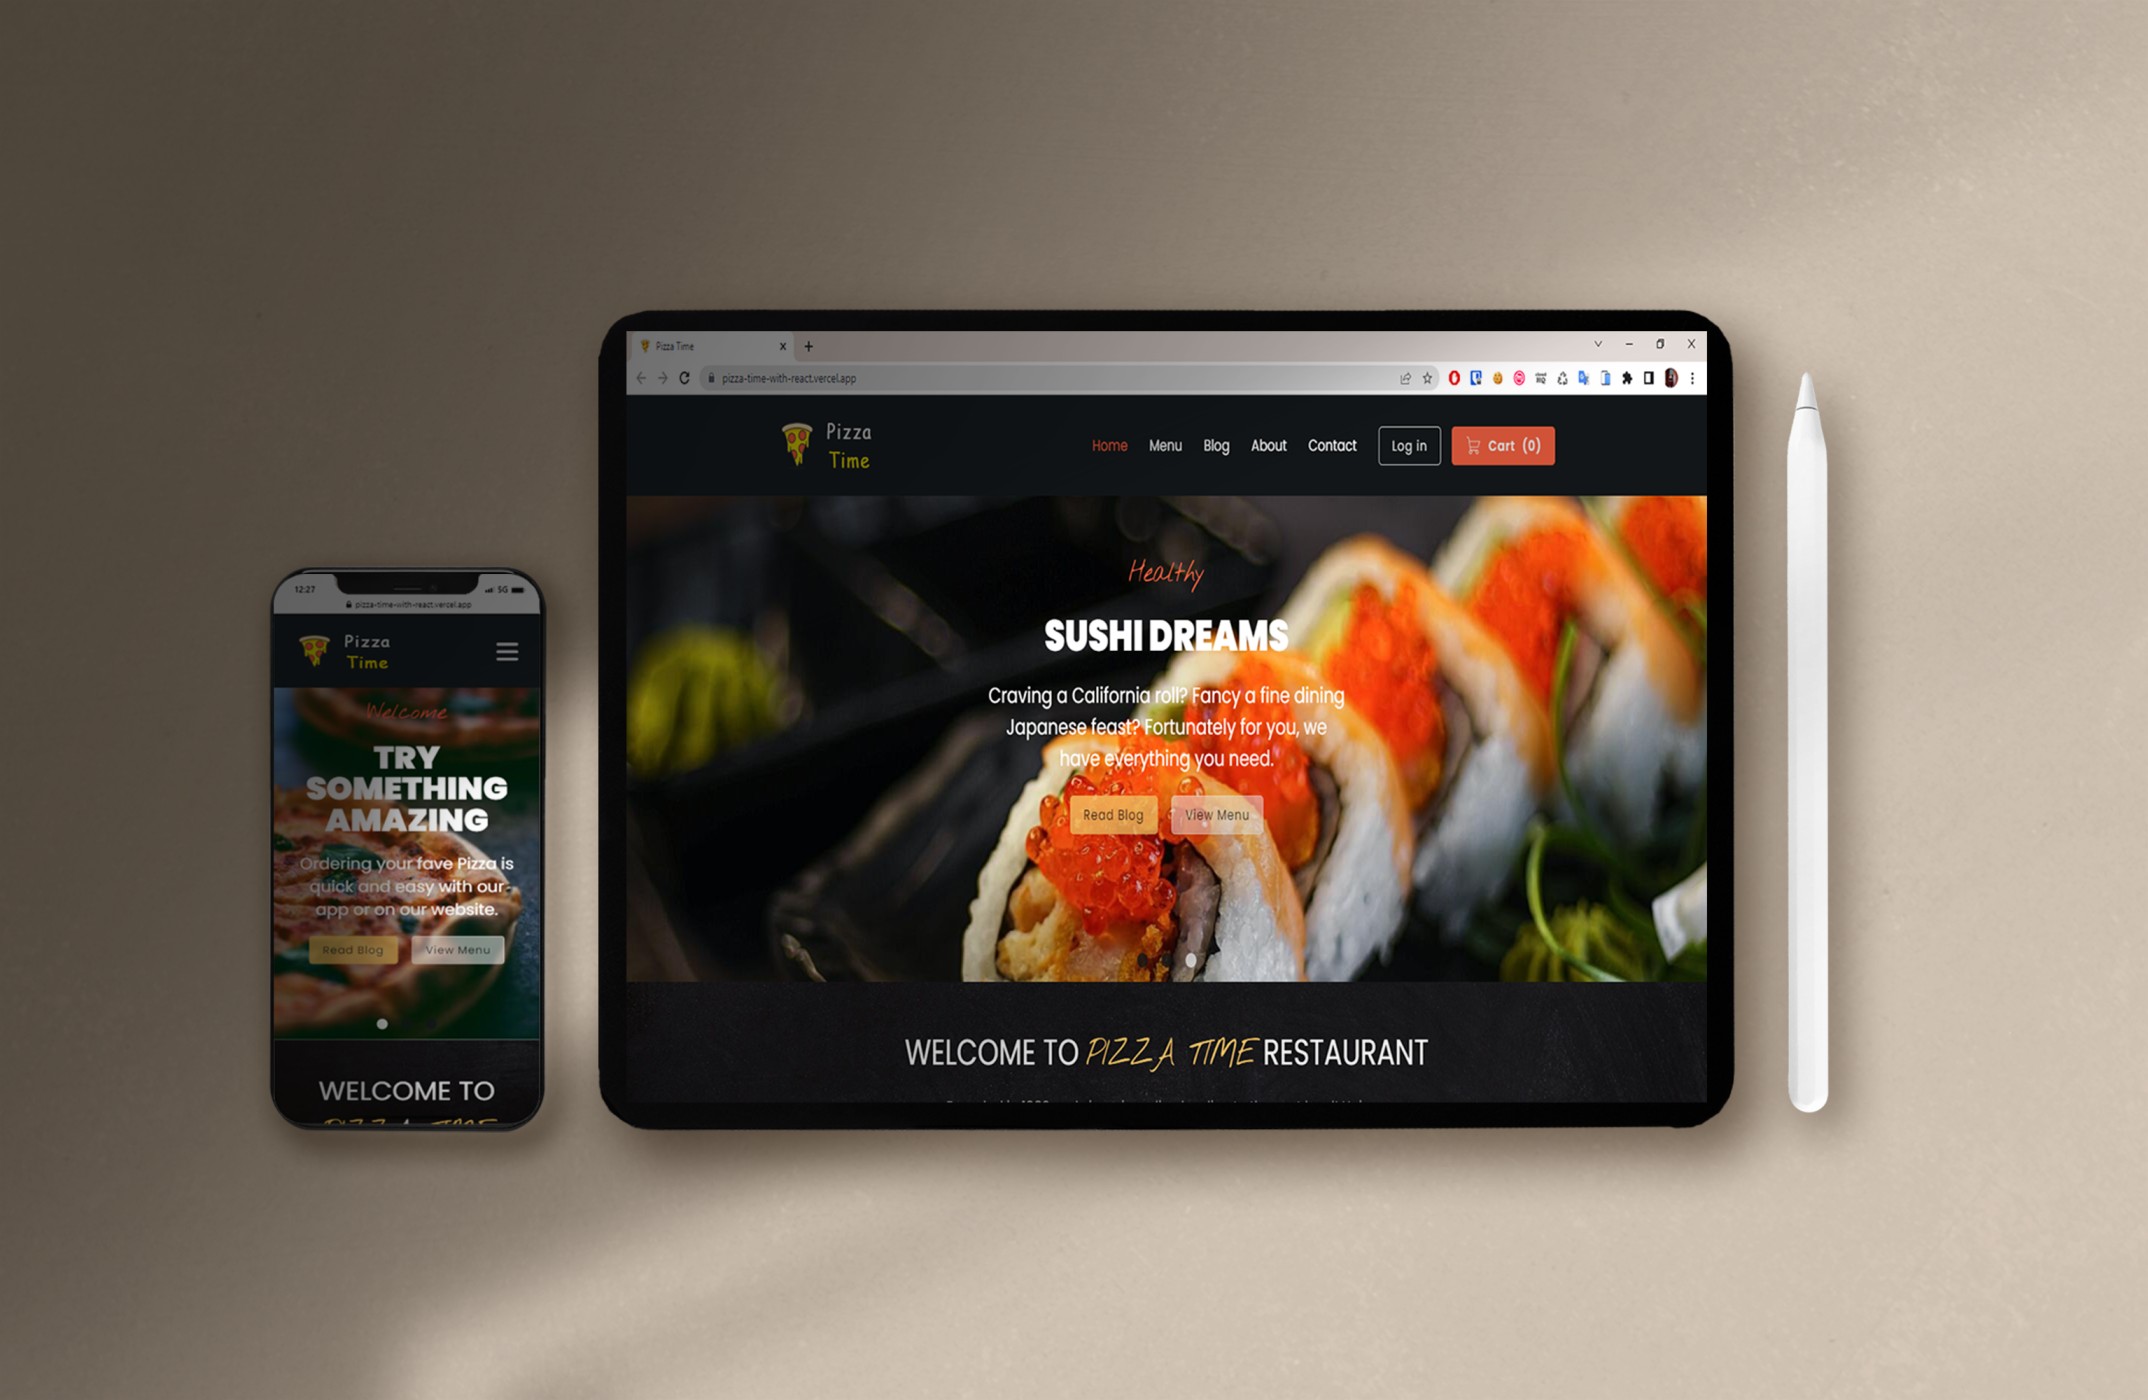 12:27
5G
pizza-time-with-react.vercel.app
Pizza
Time
Welcome
TRY
SOMETHING
AMAZING
Ordering your fave Pizza is
quick and easy with our
app or on our website.
Read Blog
View Menu
WELCOME TO
PIZZA TIME
Pizza Time
pizza-time-with-react.vercel.app
Pizza
Time
Home
Menu
Blog
About
Contact
Log in
Cart (0)
Healthy
SUSHI DREAMS
Craving a California roll? Fancy a fine dining
Japanese feast? Fortunately for you, we
have everything you need.
Read Blog
View Menu
WELCOME TO PIZZA TIME RESTAURANT